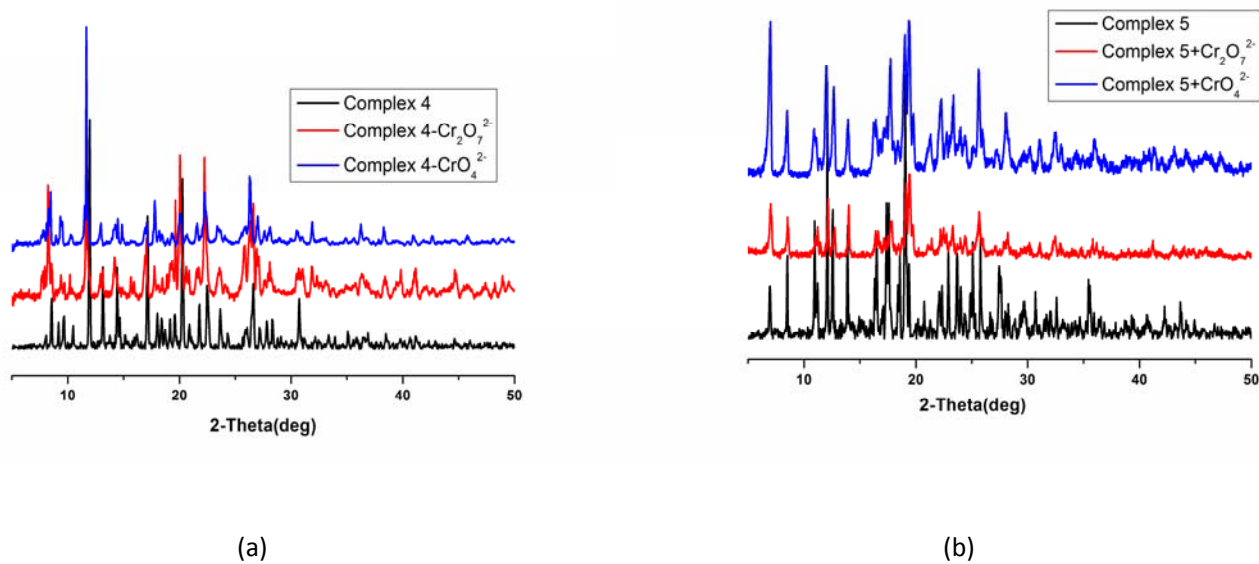 Complex 4
Complex 4-Cr₂O₇²⁻
Complex 4-CrO₄²⁻
10 20 30 40 50
2-Theta(deg)
(a)
Complex 5
Complex 5+Cr₂O₇²⁻
Complex 5+CrO₄²⁻
10 20 30 40 50
2-Theta(deg)
(b)